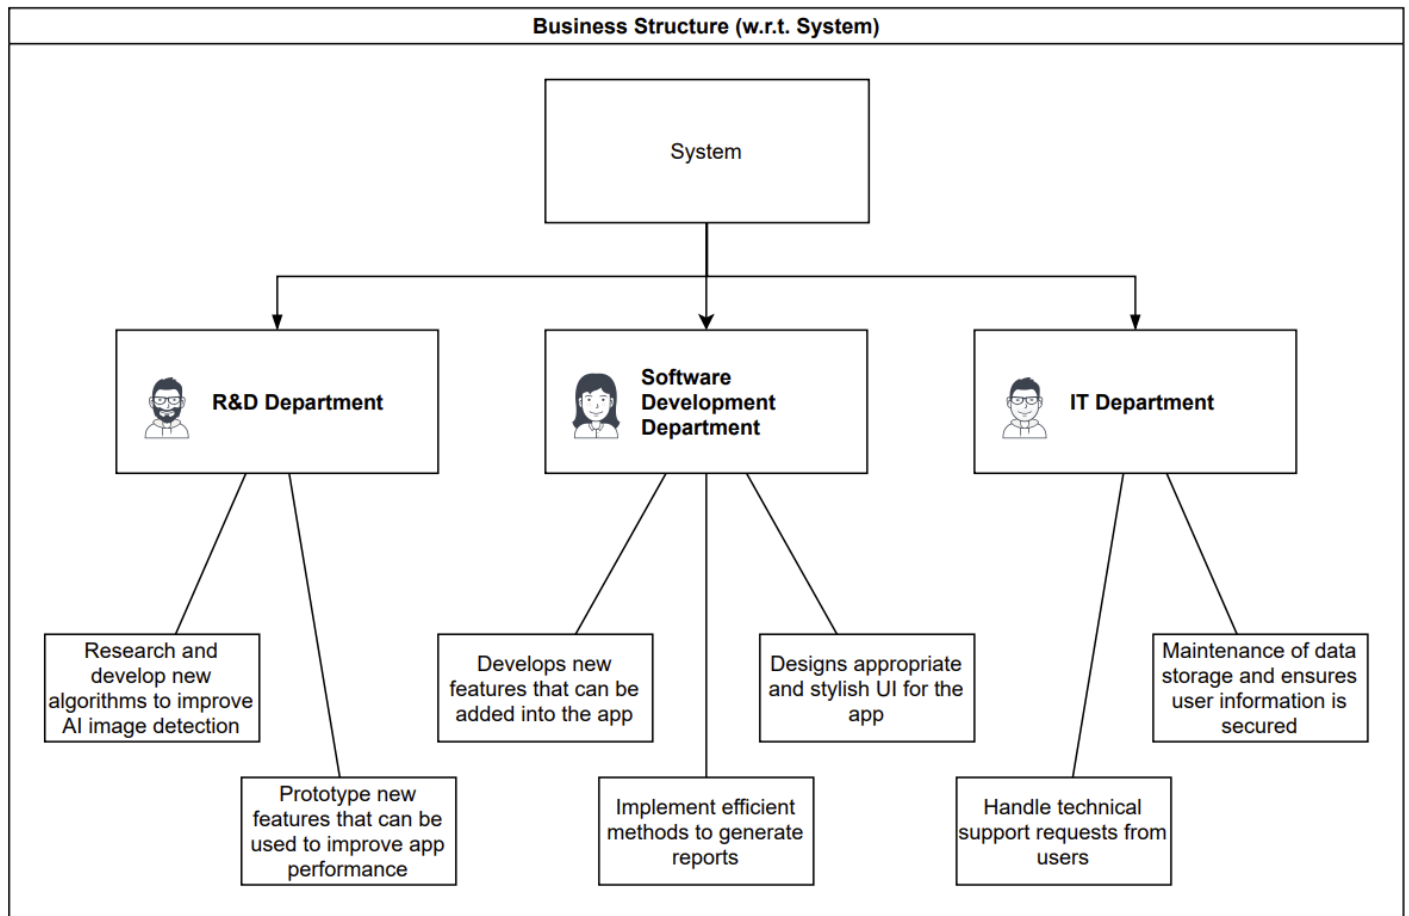 Business Structure (w.r.t. System)
System
R&D Department
Software
Development
Department
IT Department
Research and
develop new
algorithms to improve
AI image detection
Develops new
features that can be
added into the app
Designs appropriate
and stylish UI for the
app
Maintenance of data
storage and ensures
user information is
secured
Prototype new
features that can be
used to improve app
performance
Implement efficient
methods to generate
reports
Handle technical
support requests from
users